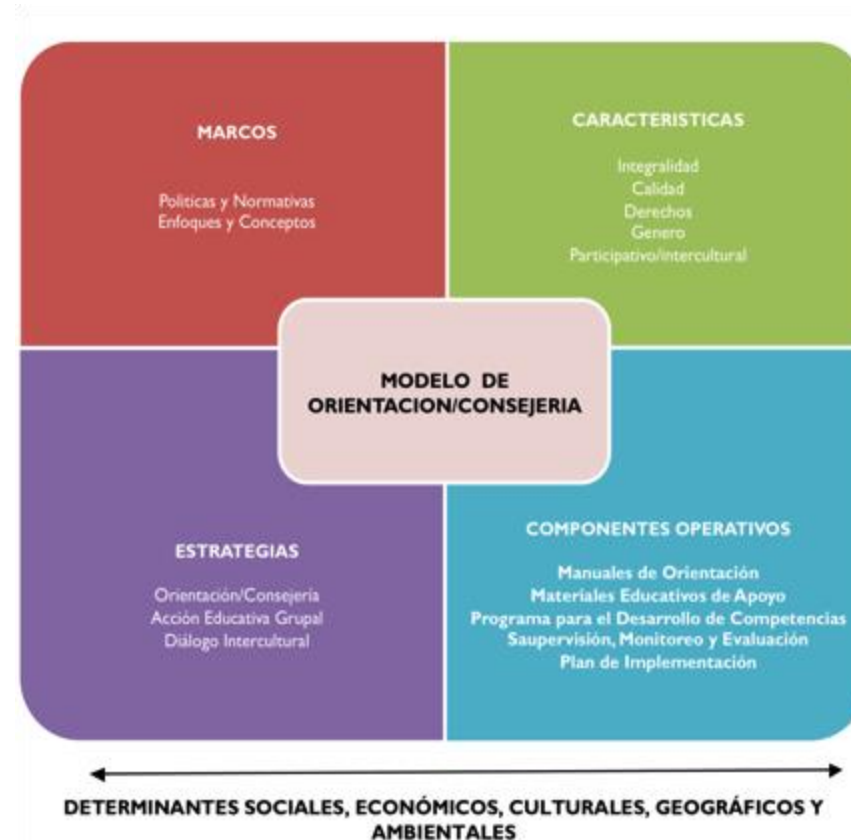 MARCOS
Politicas y Normativas
Enfoques y Conceptos
CARACTERISTICAS
Integralidad
Calidad
Derechos
Genero
Participativo/intercultural
MODELO DE
ORIENTACION/CONSEJERIA
ESTRATEGIAS
Orientación/Consejería
Acción Educativa Grupal
Diálogo Intercultural
COMPONENTES OPERATIVOS
Manuales de Orientación
Materiales Educativos de Apoyo
Programa para el Desarrollo de Competencias
Saupervisión, Monitoreo y Evaluación
Plan de Implementación
DETERMINANTES SOCIALES, ECONÓMICOS, CULTURALES, GEOGRÁFICOS Y
AMBIENTALES